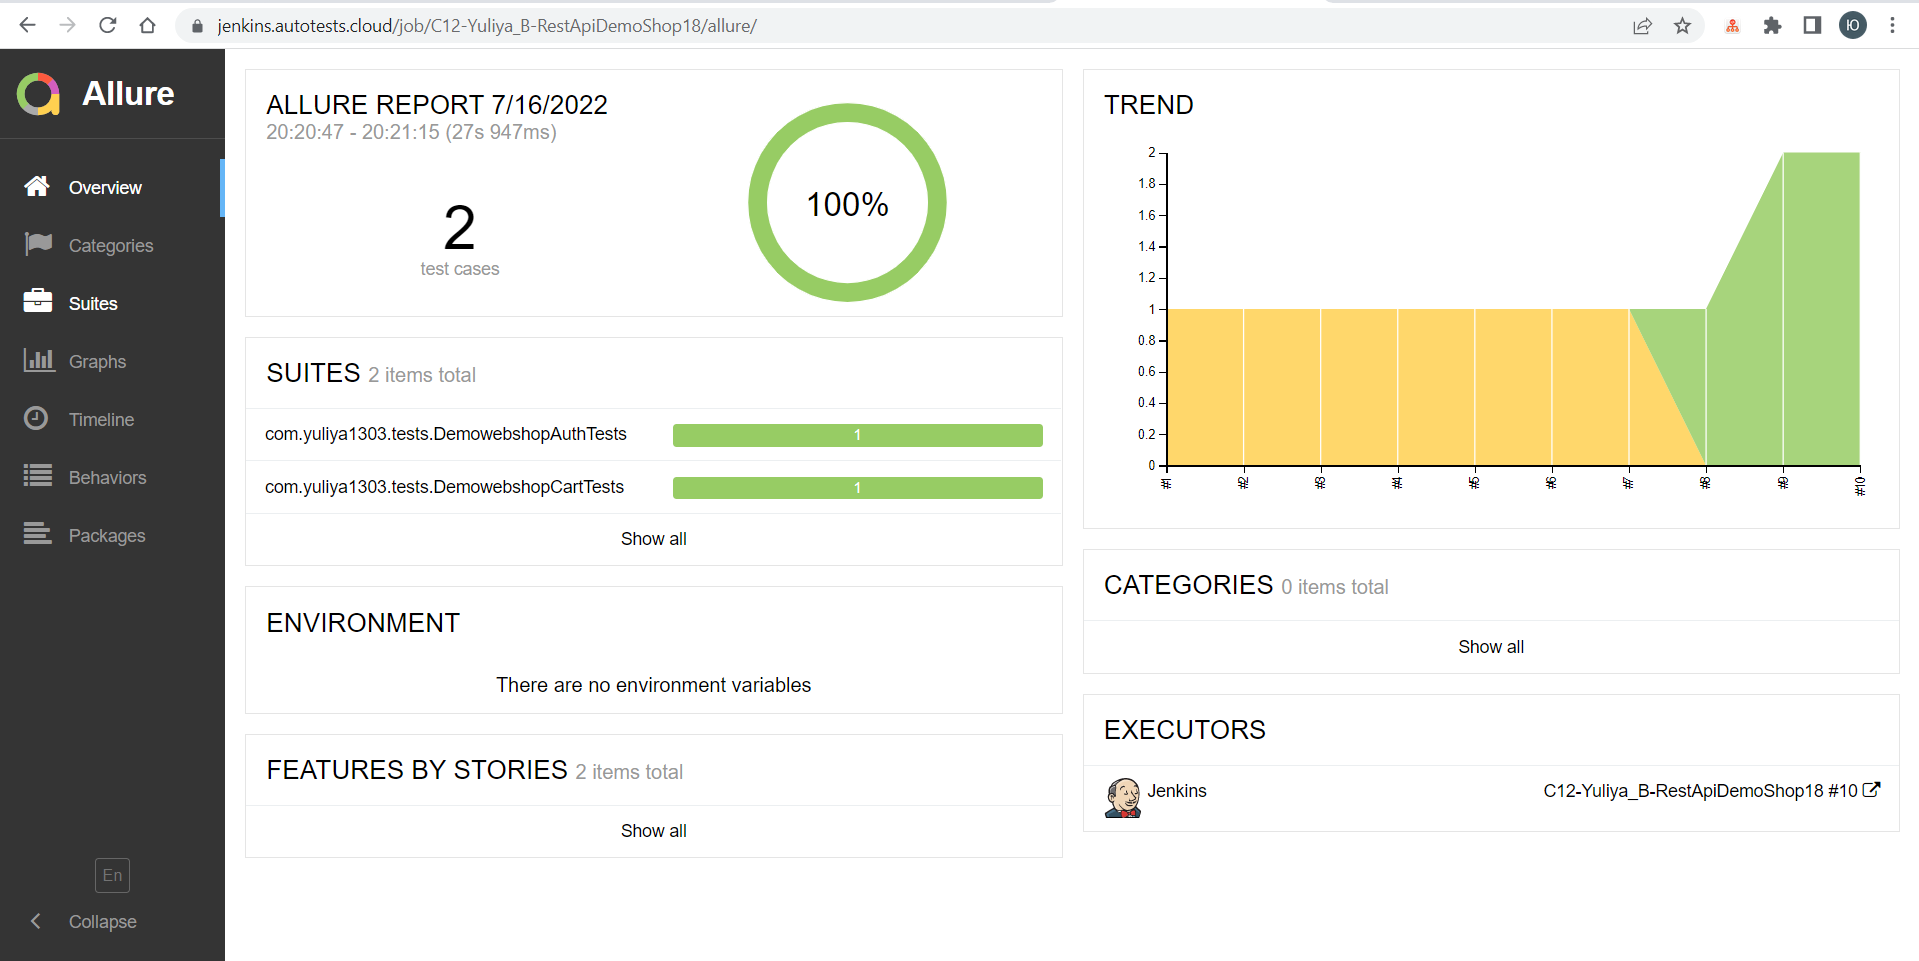 jenkins.autotests.cloud/job/C12-Yuliya_B-RestApiDemoShop18/allure/
Ю
Allure
Overview
Categories
Suites
Graphs
Timeline
Behaviors
Packages
En
Collapse
ALLURE REPORT 7/16/2022
20:20:47 - 20:21:15 (27s 947ms)
2
test cases
100%
SUITES 2 items total
com.yuliya1303.tests.DemowebshopAuthTests 1
com.yuliya1303.tests.DemowebshopCartTests 1
Show all
ENVIRONMENT
There are no environment variables
FEATURES BY STORIES 2 items total
Show all
TREND
2
1.8
1.6
1.4
1.2
1
0.8
0.6
0.4
0.2
0
#1 #2 #3 #4 #5 #6 #7 #8 #9 #10
CATEGORIES 0 items total
Show all
EXECUTORS
Jenkins C12-Yuliya_B-RestApiDemoShop18 #10